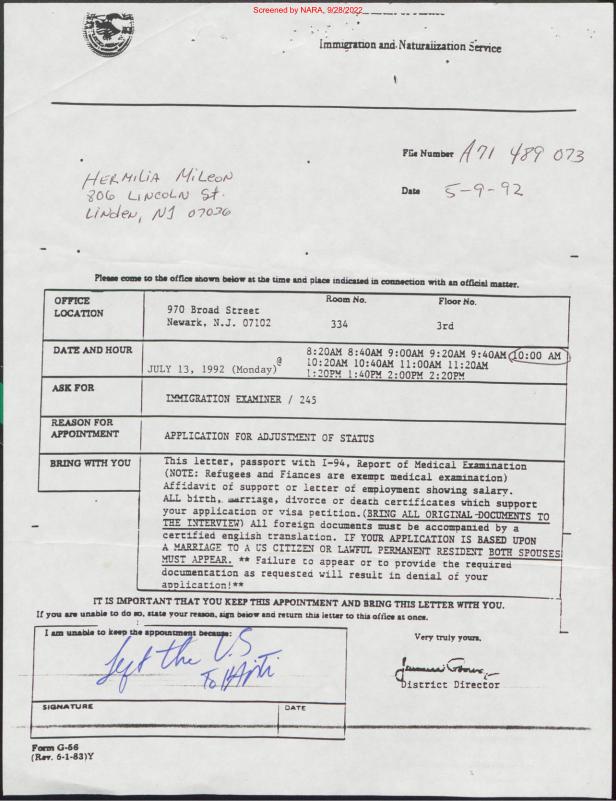 Screened by NARA, 9/28/2022
Immigration and Naturalization Service
File Number A71 489 073
HERMILIA MiLEON
806 LINCOLN St.
Linden, NJ 07036
Date 5-9-92
Please come to the office shown below at the time and place indicated in connection with an official matter.
OFFICE LOCATION
970 Broad Street
Newark, N.J. 07102
Room No.
334
Floor No.
3rd
DATE AND HOUR
JULY 13, 1992 (Monday) @
8:20AM 8:40AM 9:00AM 9:20AM 9:40AM 10:00 AM
10:20AM 10:40AM 11:00AM 11:20AM
1:20PM 1:40PM 2:00PM 2:20PM
ASK FOR
IMMIGRATION EXAMINER / 245
REASON FOR
APPOINTMENT
APPLICATION FOR ADJUSTMENT OF STATUS
BRING WITH YOU
This letter, passport with I-94, Report of Medical Examination
(NOTE: Refugees and Fiances are exempt medical examination)
Affidavit of support or letter of employment showing salary.
ALL birth, marriage, divorce or death certificates which support
your application or visa petition.(BRING ALL ORIGINAL DOCUMENTS TO
THE INTERVIEW) All foreign documents must be accompanied by a
certified english translation. IF YOUR APPLICATION IS BASED UPON
A MARRIAGE TO A US CITIZEN OR LAWFUL PERMANENT RESIDENT BOTH SPOUSES
MUST APPEAR. ** Failure to appear or to provide the required
documentation as requested will result in denial of your
application!**
IT IS IMPORTANT THAT YOU KEEP THIS APPOINTMENT AND BRING THIS LETTER WITH YOU.
If you are unable to do so, state your reason, sign below and return this letter to this office at once.
I am unable to keep the appointment because:
Left the U.S
To HAiti
SIGNATURE
DATE
Very truly yours,
District Director
Form G-56
(Rev. 6-1-83)Y